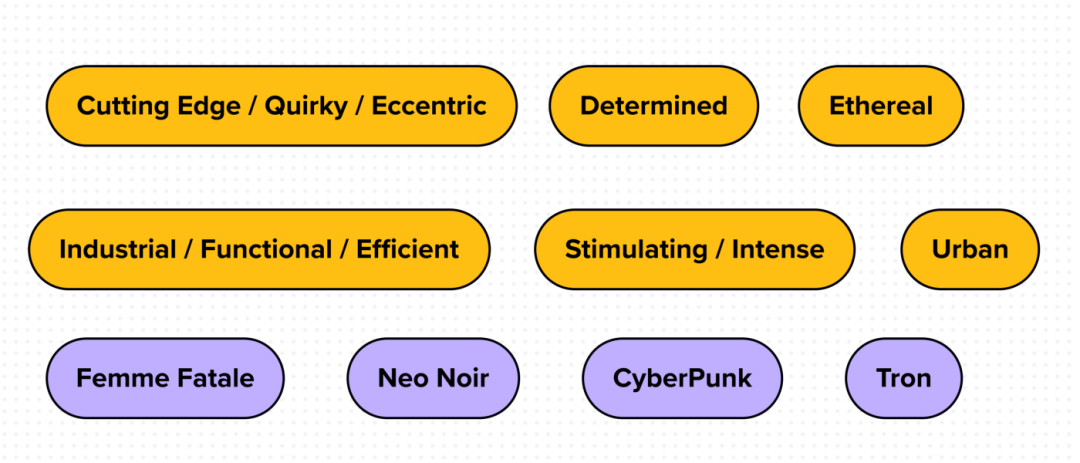 Cutting Edge / Quirky / Eccentric
Determined
Ethereal
Industrial / Functional / Efficient
Stimulating / Intense
Urban
Femme Fatale
Neo Noir
CyberPunk
Tron